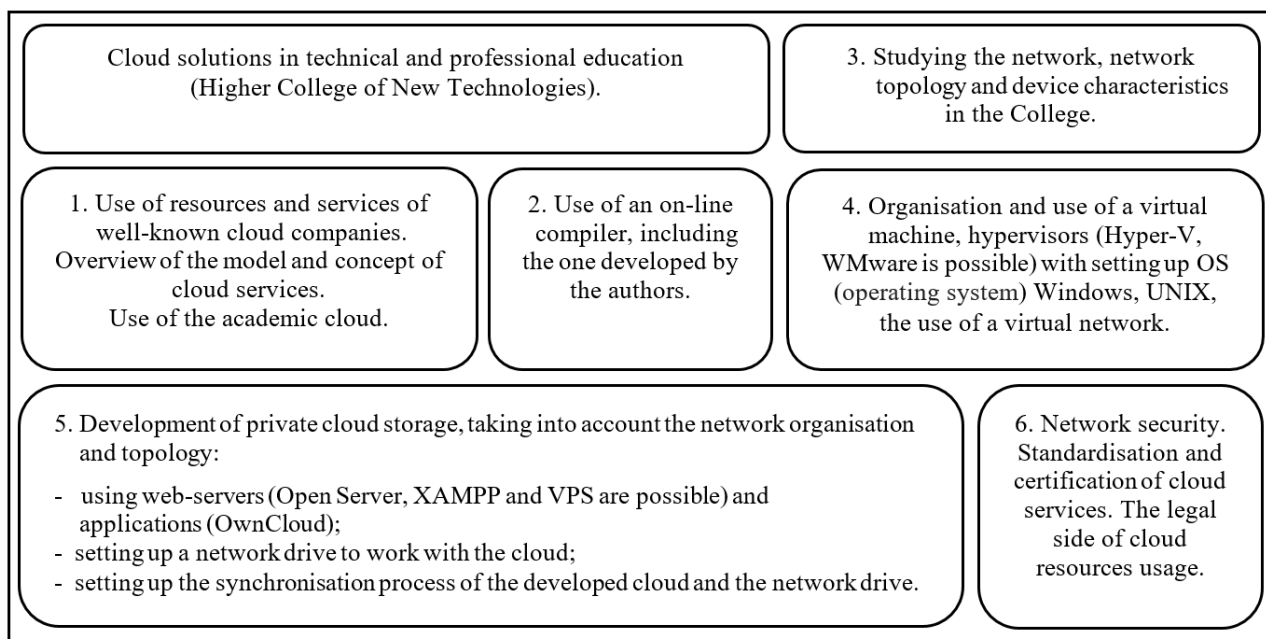 Cloud solutions in technical and professional education
(Higher College of New Technologies).
3. Studying the network, network
topology and device characteristics
in the College.
1. Use of resources and services of
well-known cloud companies.
Overview of the model and concept of
cloud services.
Use of the academic cloud.
2. Use of an on-line
compiler, including
the one developed by
the authors.
4. Organisation and use of a virtual
machine, hypervisors (Hyper-V,
WMware is possible) with setting up OS
(operating system) Windows, UNIX,
the use of a virtual network.
5. Development of private cloud storage, taking into account the network organisation
and topology:
- using web-servers (Open Server, XAMPP and VPS are possible) and
applications (OwnCloud);
- setting up a network drive to work with the cloud;
- setting up the synchronisation process of the developed cloud and the network drive.
6. Network security.
Standardisation and
certification of cloud
services. The legal
side of cloud
resources usage.